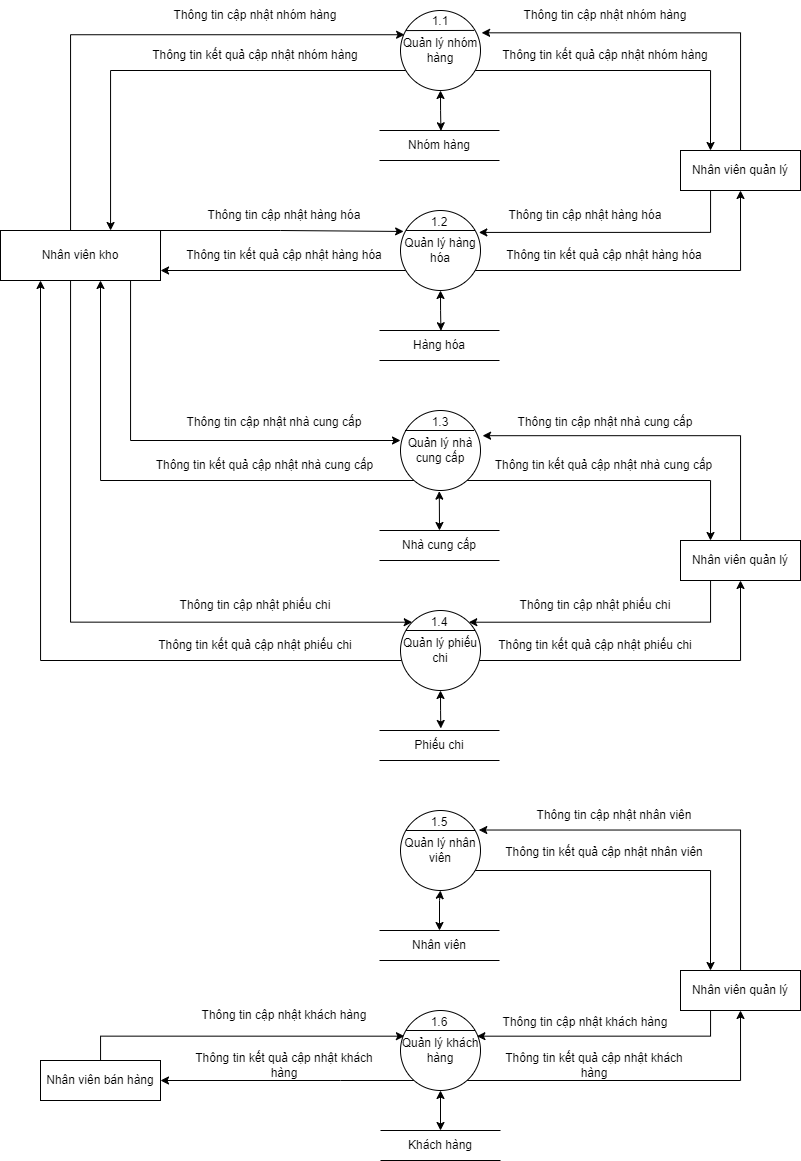 Thông tin cập nhật nhóm hàng
1.1
Thông tin cập nhật nhóm hàng
Quản lý nhóm
hàng
Thông tin kết quả cập nhật nhóm hàng
Thông tin kết quả cập nhật nhóm hàng
Nhóm hàng
Nhân viên quản lý
Thông tin cập nhật hàng hóa
1.2
Thông tin cập nhật hàng hóa
Nhân viên kho
Thông tin kết quả cập nhật hàng hóa
Quản lý hàng
hóa
Thông tin kết quả cập nhật hàng hóa
Hàng hóa
Thông tin cập nhật nhà cung cấp
1.3
Thông tin cập nhật nhà cung cấp
Quản lý nhà
cung cấp
Thông tin kết quả cập nhật nhà cung cấp
Thông tin kết quả cập nhật nhà cung cấp
Nhà cung cấp
Nhân viên quản lý
Thông tin cập nhật phiếu chi
1.4
Thông tin cập nhật phiếu chi
Thông tin kết quả cập nhật phiếu chi
Quản lý phiếu
chi
Thông tin kết quả cập nhật phiếu chi
Phiếu chi
1.5
Thông tin cập nhật nhân viên
Quản lý nhân
viên
Thông tin kết quả cập nhật nhân viên
Nhân viên
Nhân viên quản lý
Thông tin cập nhật khách hàng
1.6
Thông tin cập nhật khách hàng
Nhân viên bán hàng
Thông tin kết quả cập nhật khách
hàng
Quản lý khách
hàng
Thông tin kết quả cập nhật khách
hàng
Khách hàng